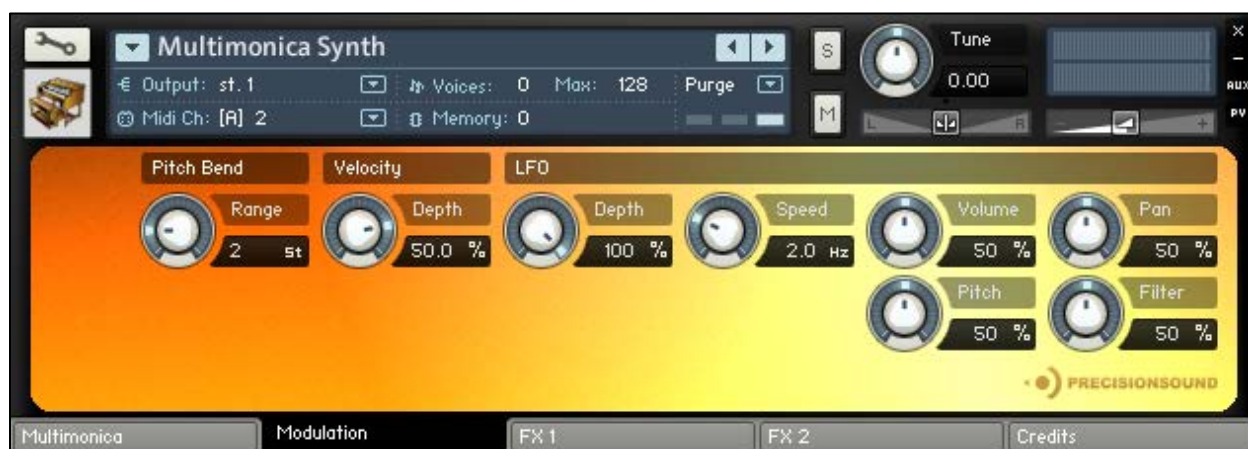 Multimonica Synth
S
Tune
0.00
×
–
AUX
PV
Output: st. 1
Voices: 0 Max: 128
Purge
Midi Ch: [A] 2
Memory: 0
M
L
R
–
+
Pitch Bend
Velocity
LFO
Range
2 St
Depth
50.0 %
Depth
100 %
Speed
2.0 Hz
Volume
50 %
Pan
50 %
Pitch
50 %
Filter
50 %
PRECISIONSOUND
Multimonica
Modulation
FX 1
FX 2
Credits